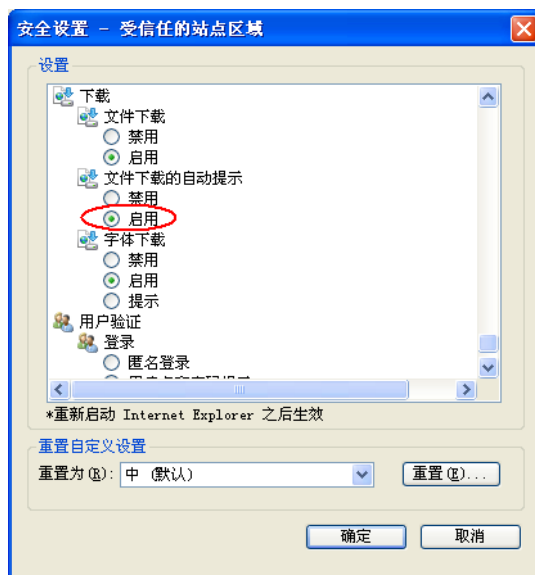 安全设置 - 受信任的站点区域
设置
下载
文件下载
禁用
启用
文件下载的自动提示
禁用
启用
字体下载
禁用
启用
提示
用户验证
登录
匿名登录
*重新启动 Internet Explorer 之后生效
重置自定义设置
重置为(R): 中 (默认)
重置(E)...
确定 取消